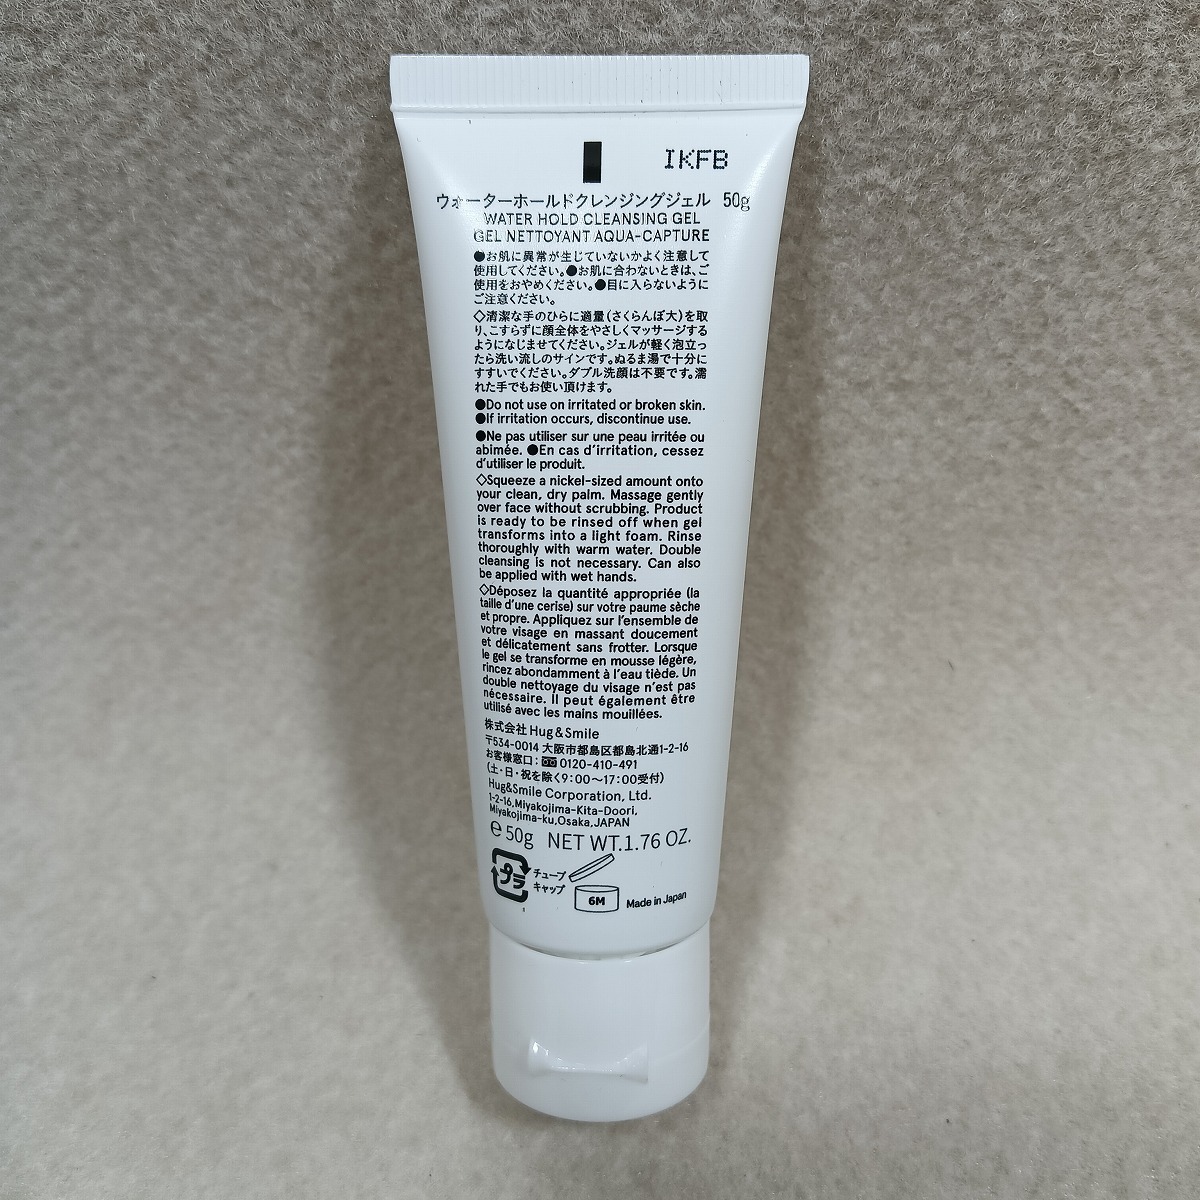 IKFB
ウォーターホールドクレンジングジェル 50g
WATER HOLD CLEANSING GEL
GEL NETTOYANT AQUA-CAPTURE
●お肌に異常が生じていないかよく注意して
使用してください。●お肌に合わないときは、ご
使用をおやめください。●目に入らないように
ご注意ください。
◇清潔な手のひらに適量(さくらんぼ大)を取
り、こすらずに顔全体をやさしくマッサージする
ようになじませてください。ジェルが軽く泡立っ
たら洗い流しのサインです。ぬるま湯で十分に
すすいでください。ダブル洗顔は不要です。濡
れた手でもお使い頂けます。
●Do not use on irritated or broken skin.
●If irritation occurs, discontinue use.
●Ne pas utiliser sur une peau irritée ou
abimée. ●En cas d'irritation, cessez
d'utiliser le produit.
◇Squeeze a nickel-sized amount onto
your clean, dry palm. Massage gently
over face without scrubbing. Product
is ready to be rinsed off when gel
transforms into a light foam. Rinse
thoroughly with warm water. Double
cleansing is not necessary. Can also
be applied with wet hands.
◇Déposez la quantité appropriée (la
taille d'une cerise) sur votre paume sèche
et propre. Appliquez sur l'ensemble de
votre visage en massant doucement
et délicatement sans frotter. Lorsque
le gel se transforme en mousse légère,
rincez abondamment à l'eau tiède. Un
double nettoyage du visage n'est pas
nécessaire. Il peut également être
utilisé avec les mains mouillées.
株式会社 Hug&Smile
〒534-0014 大阪市都島区都島北通1-2-16
お客様窓口：0120-410-491
(土・日・祝を除く9:00～17:00受付)
Hug&Smile Corporation, Ltd.
1-2-16,Miyakojima-Kita-Doori,
Miyakojima-ku,Osaka,JAPAN
℮ 50g NET WT.1.76 OZ.
プラ チューブ
キャップ
6M Made in Japan